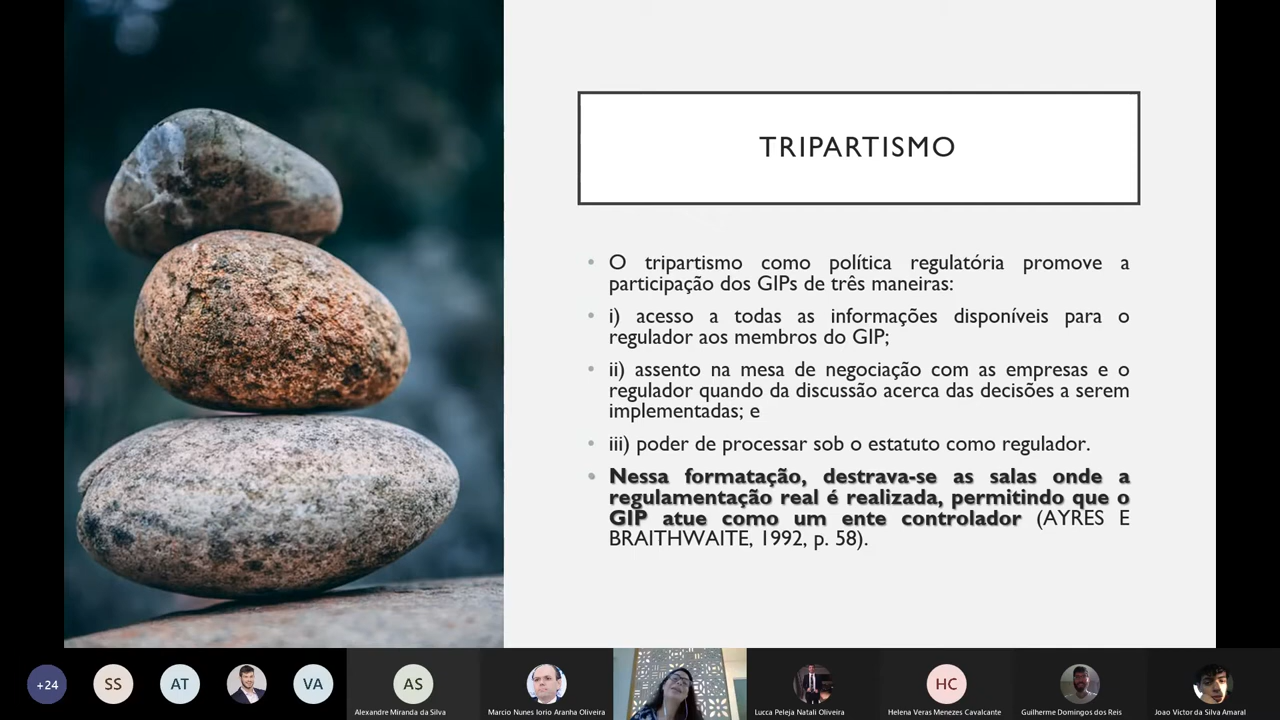 TRIPARTISMO
O tripartismo como política regulatória promove a
participação dos GIPs de três maneiras:
i) acesso a todas as informações disponíveis para o
regulador aos membros do GIP;
ii) assento na mesa de negociação com as empresas e o
regulador quando da discussão acerca das decisões a serem
implementadas; e
iii) poder de processar sob o estatuto como regulador.
Nessa formatação, destrava-se as salas onde a
regulamentação real é realizada, permitindo que o
GIP atue como um ente controlador (AYRES E
BRAITHWAITE, 1992, p. 58).
+24
SS
AT
VA
AS
HC
Alexandre Miranda da Silva
Marcio Nunes Iorio Aranha Oliveira
Lucca Peleja Natali Oliveira
Helena Veras Menezes Cavalcante
Guilherme Domingos dos Reis
Joao Victor da Silva Amaral